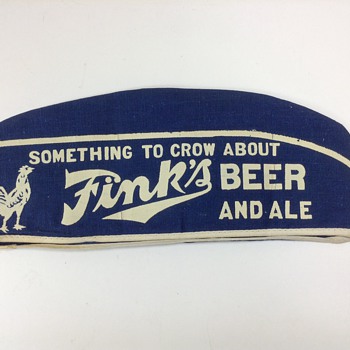 SOMETHING TO CROW ABOUT
Fink's BEER
AND ALE